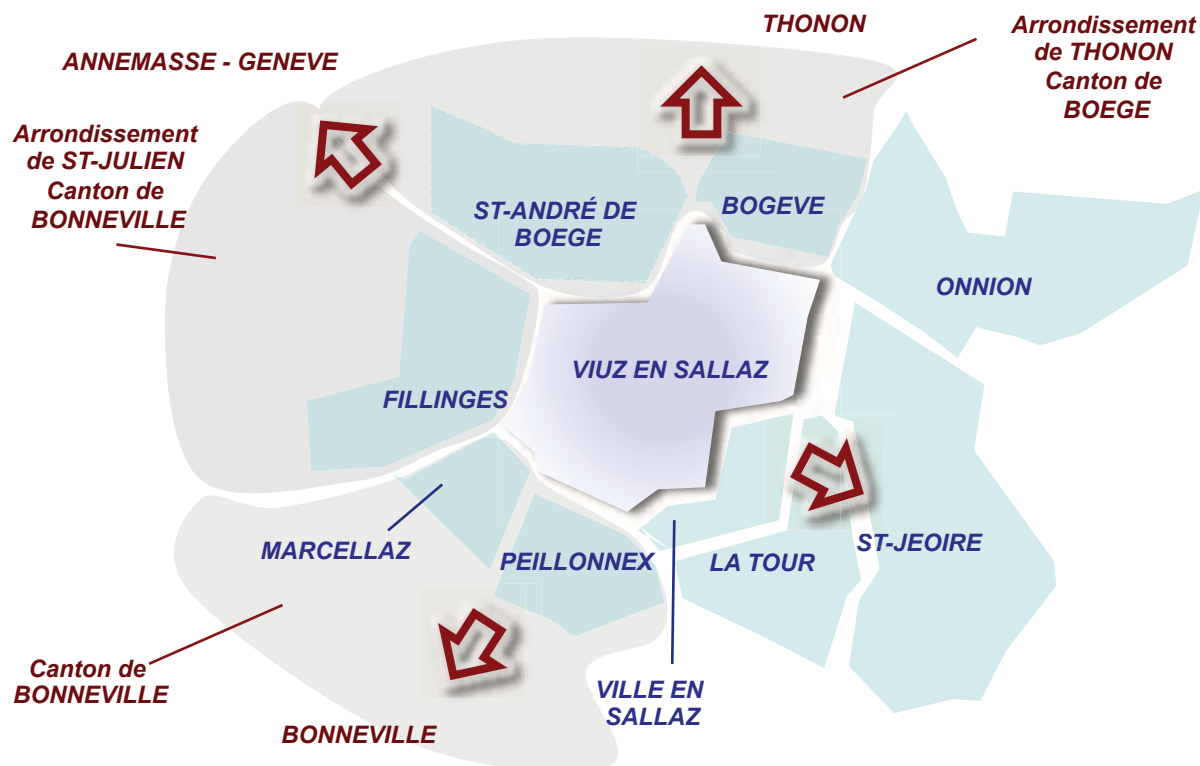 THONON
Arrondissement
de THONON
Canton de
BOEGE
ANNEMASSE - GENEVE
Arrondissement
de ST-JULIEN
Canton de
BONNEVILLE
ST-ANDRÉ DE
BOEGE
BOGEVE
ONNION
VIUZ EN SALLAZ
FILLINGES
MARCELLAZ
PEILLONNEX
LA TOUR
ST-JEOIRE
Canton de
BONNEVILLE
VILLE EN
SALLAZ
BONNEVILLE